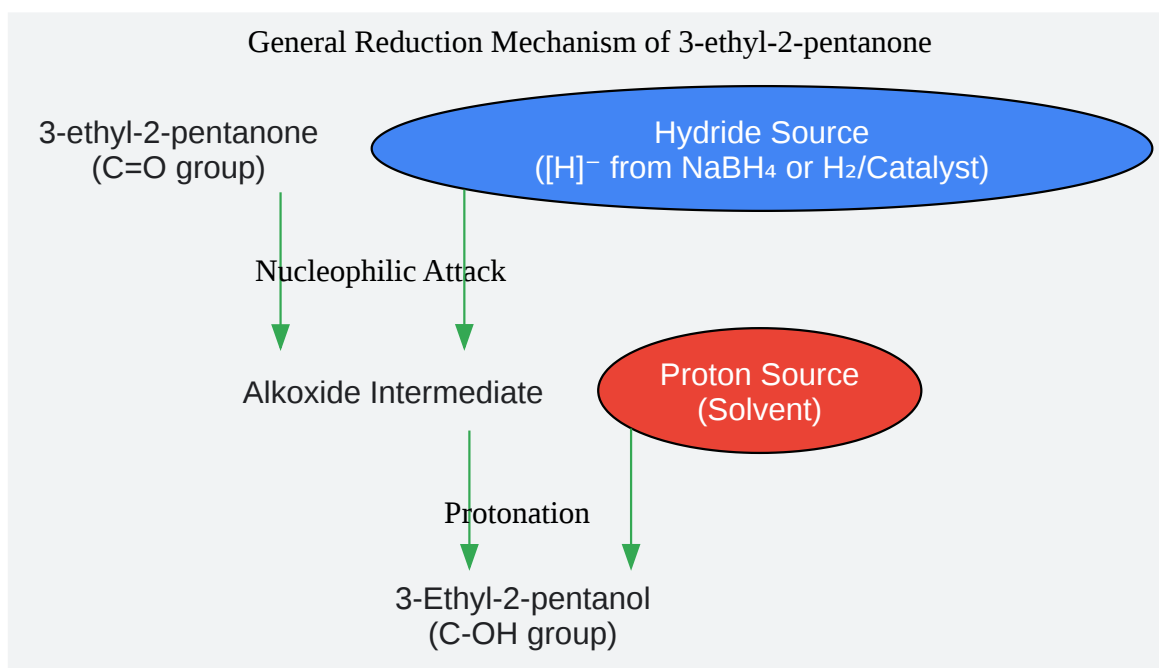 General Reduction Mechanism of 3-ethyl-2-pentanone
3-ethyl-2-pentanone
(C=O group)
Hydride Source
([H]⁻ from NaBH₄ or H₂/Catalyst)
Nucleophilic Attack
Alkoxide Intermediate
Proton Source
(Solvent)
Protonation
3-Ethyl-2-pentanol
(C-OH group)